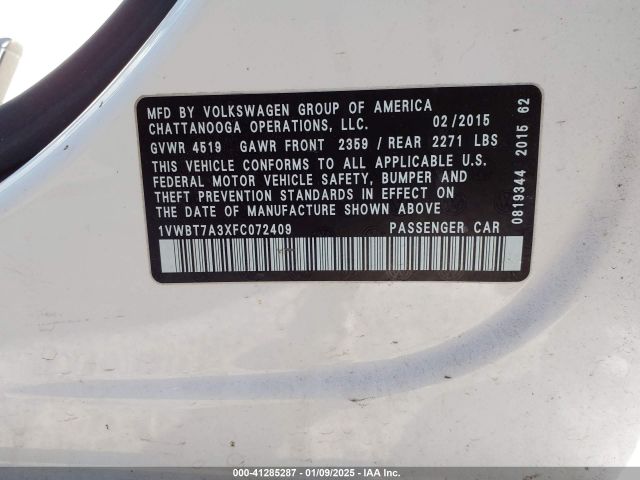 MFD BY VOLKSWAGEN GROUP OF AMERICA
CHATTANOOGA OPERATIONS, LLC. 02/2015
GVWR 4519 GAWR FRONT 2359 / REAR 2271 LBS
THIS VEHICLE CONFORMS TO ALL APPLICABLE U.S.
FEDERAL MOTOR VEHICLE SAFETY, BUMPER AND
THEFT PREVENTION STANDARDS IN EFFECT ON
THE DATE OF MANUFACTURE SHOWN ABOVE
1VWBT7A3XFC072409 PASSENGER CAR
0819344 2015 62
000-41285287 - 01/09/2025 - IAA Inc.